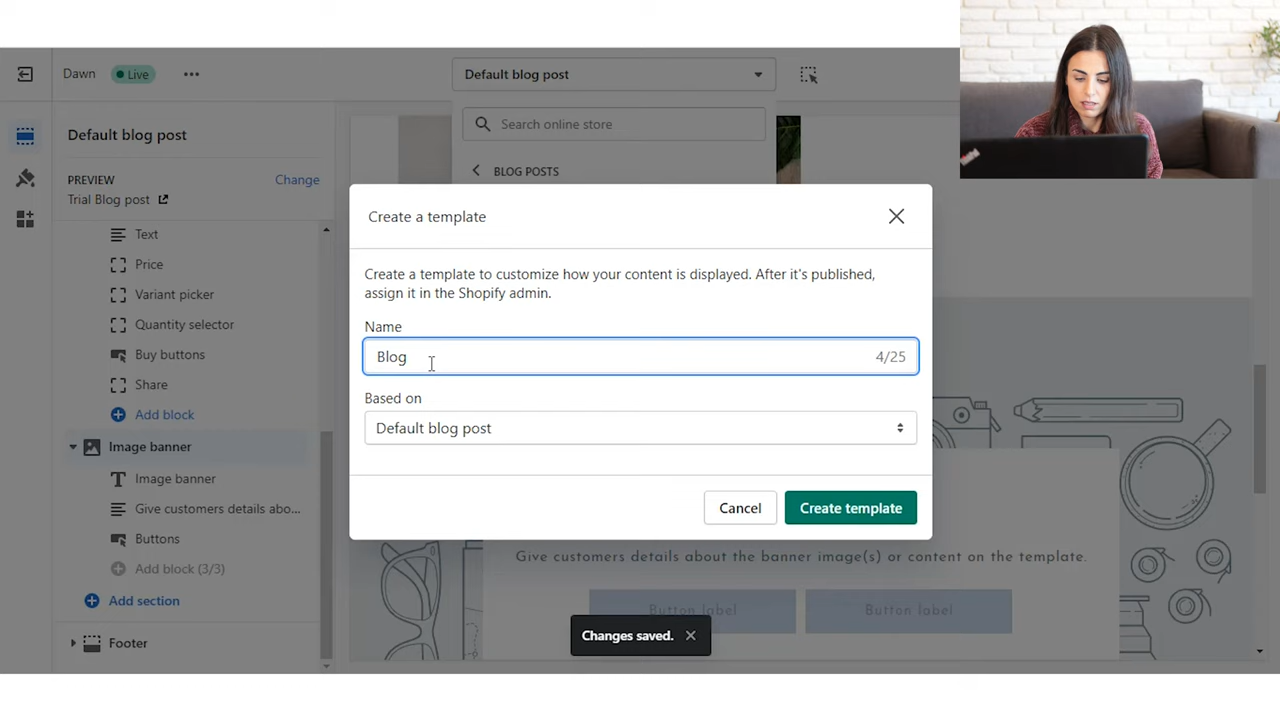 Dawn
Live
Default blog post
Default blog post
Search online store
BLOG POSTS
PREVIEW
Change
Trial Blog post
Text
Price
Variant picker
Quantity selector
Buy buttons
Share
Add block
Image banner
Image banner
Give customers details abo...
Buttons
Add block (3/3)
Add section
Footer
Create a template
Create a template to customize how your content is displayed. After it's published,
assign it in the Shopify admin.
Name
Blog
4/25
Based on
Default blog post
Cancel
Create template
Give customers details about the banner image(s) or content on the template.
Button label
Button label
Changes saved.